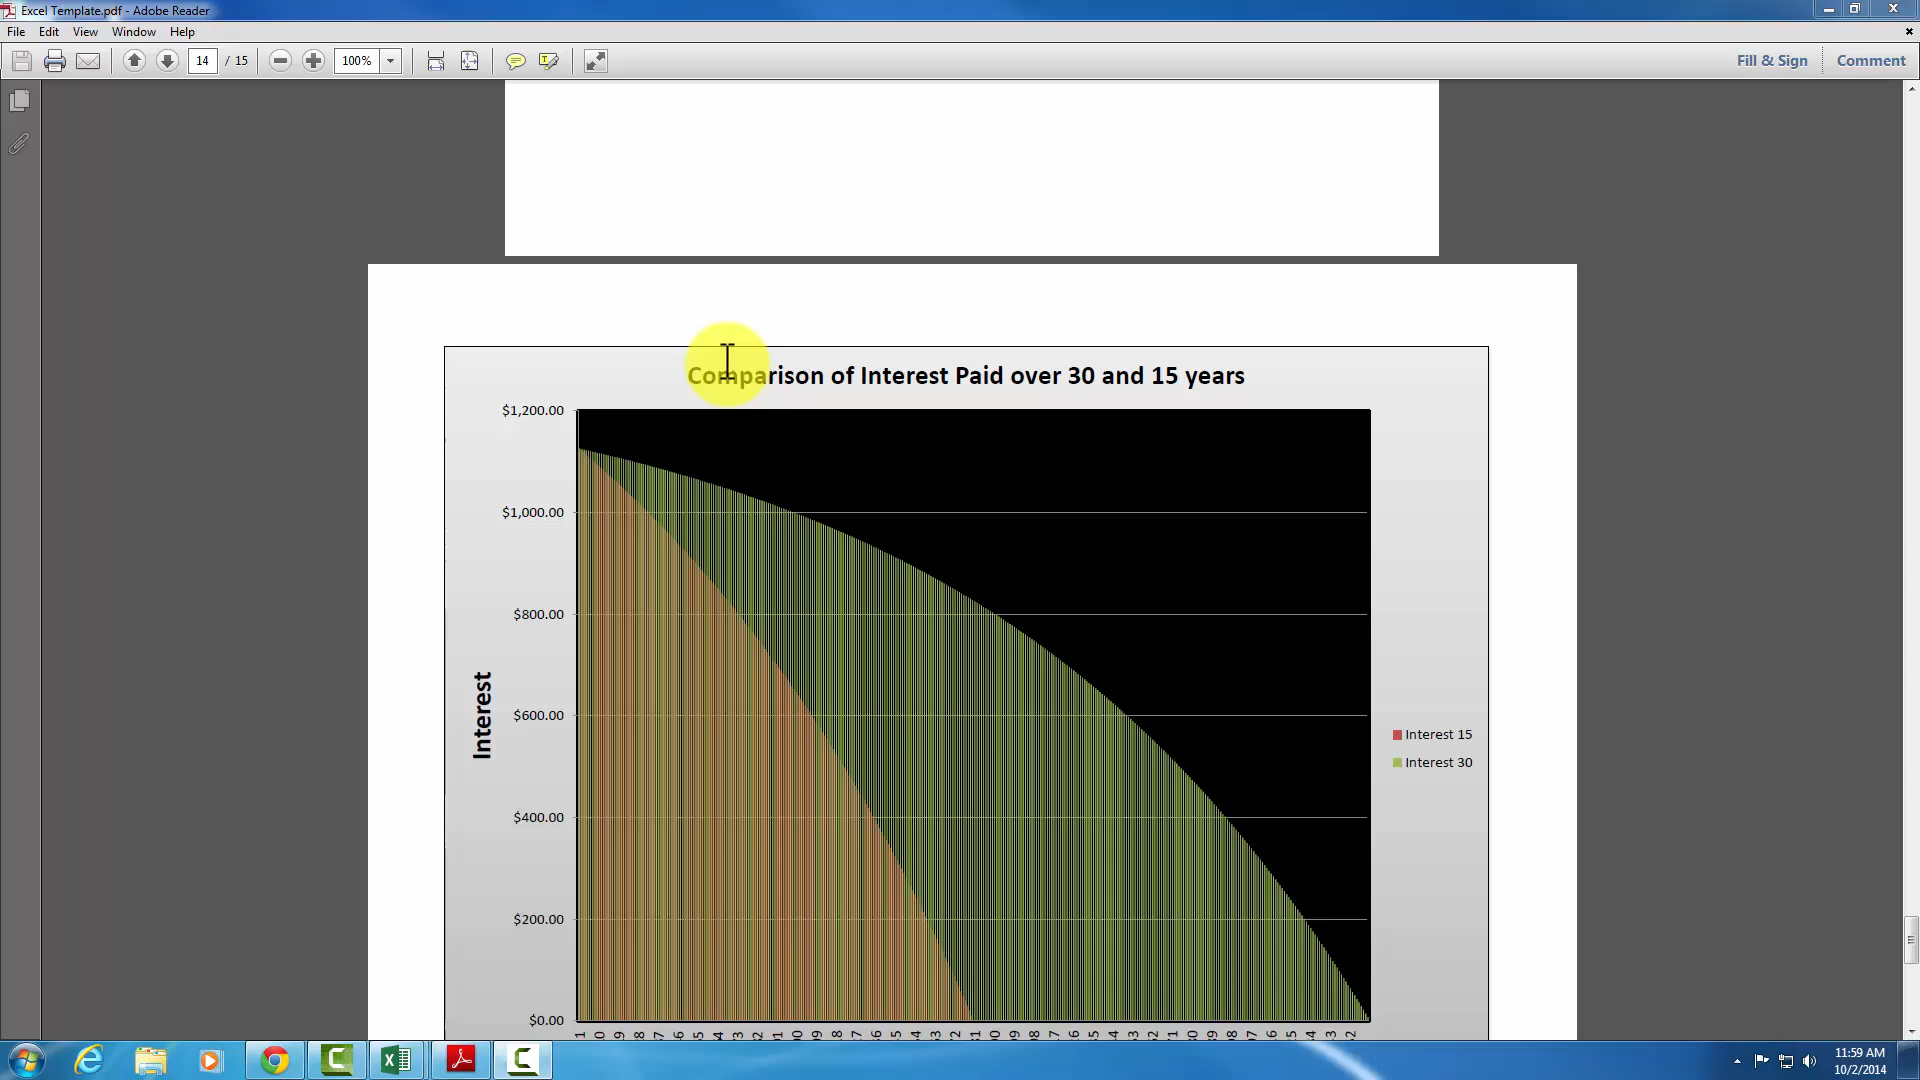 Excel Template.pdf - Adobe Reader
File Edit View Window Help
14 / 15 100% Fill & Sign Comment
Comparison of Interest Paid over 30 and 15 years
$1,200.00
$1,000.00
$800.00
$600.00
$400.00
$200.00
$0.00
Interest
Interest 15
Interest 30
11:59 AM
10/2/2014